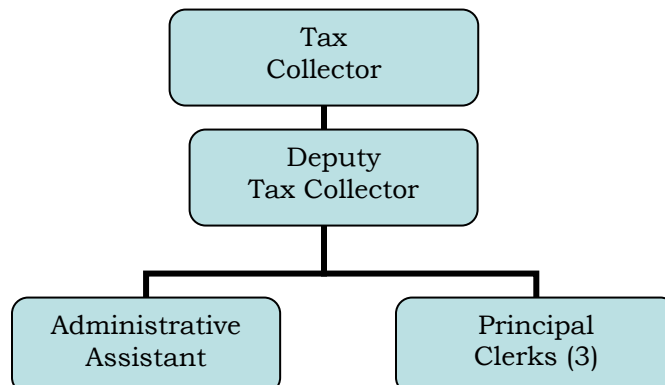 Tax
Collector
Deputy
Tax Collector
Administrative
Assistant
Principal
Clerks (3)